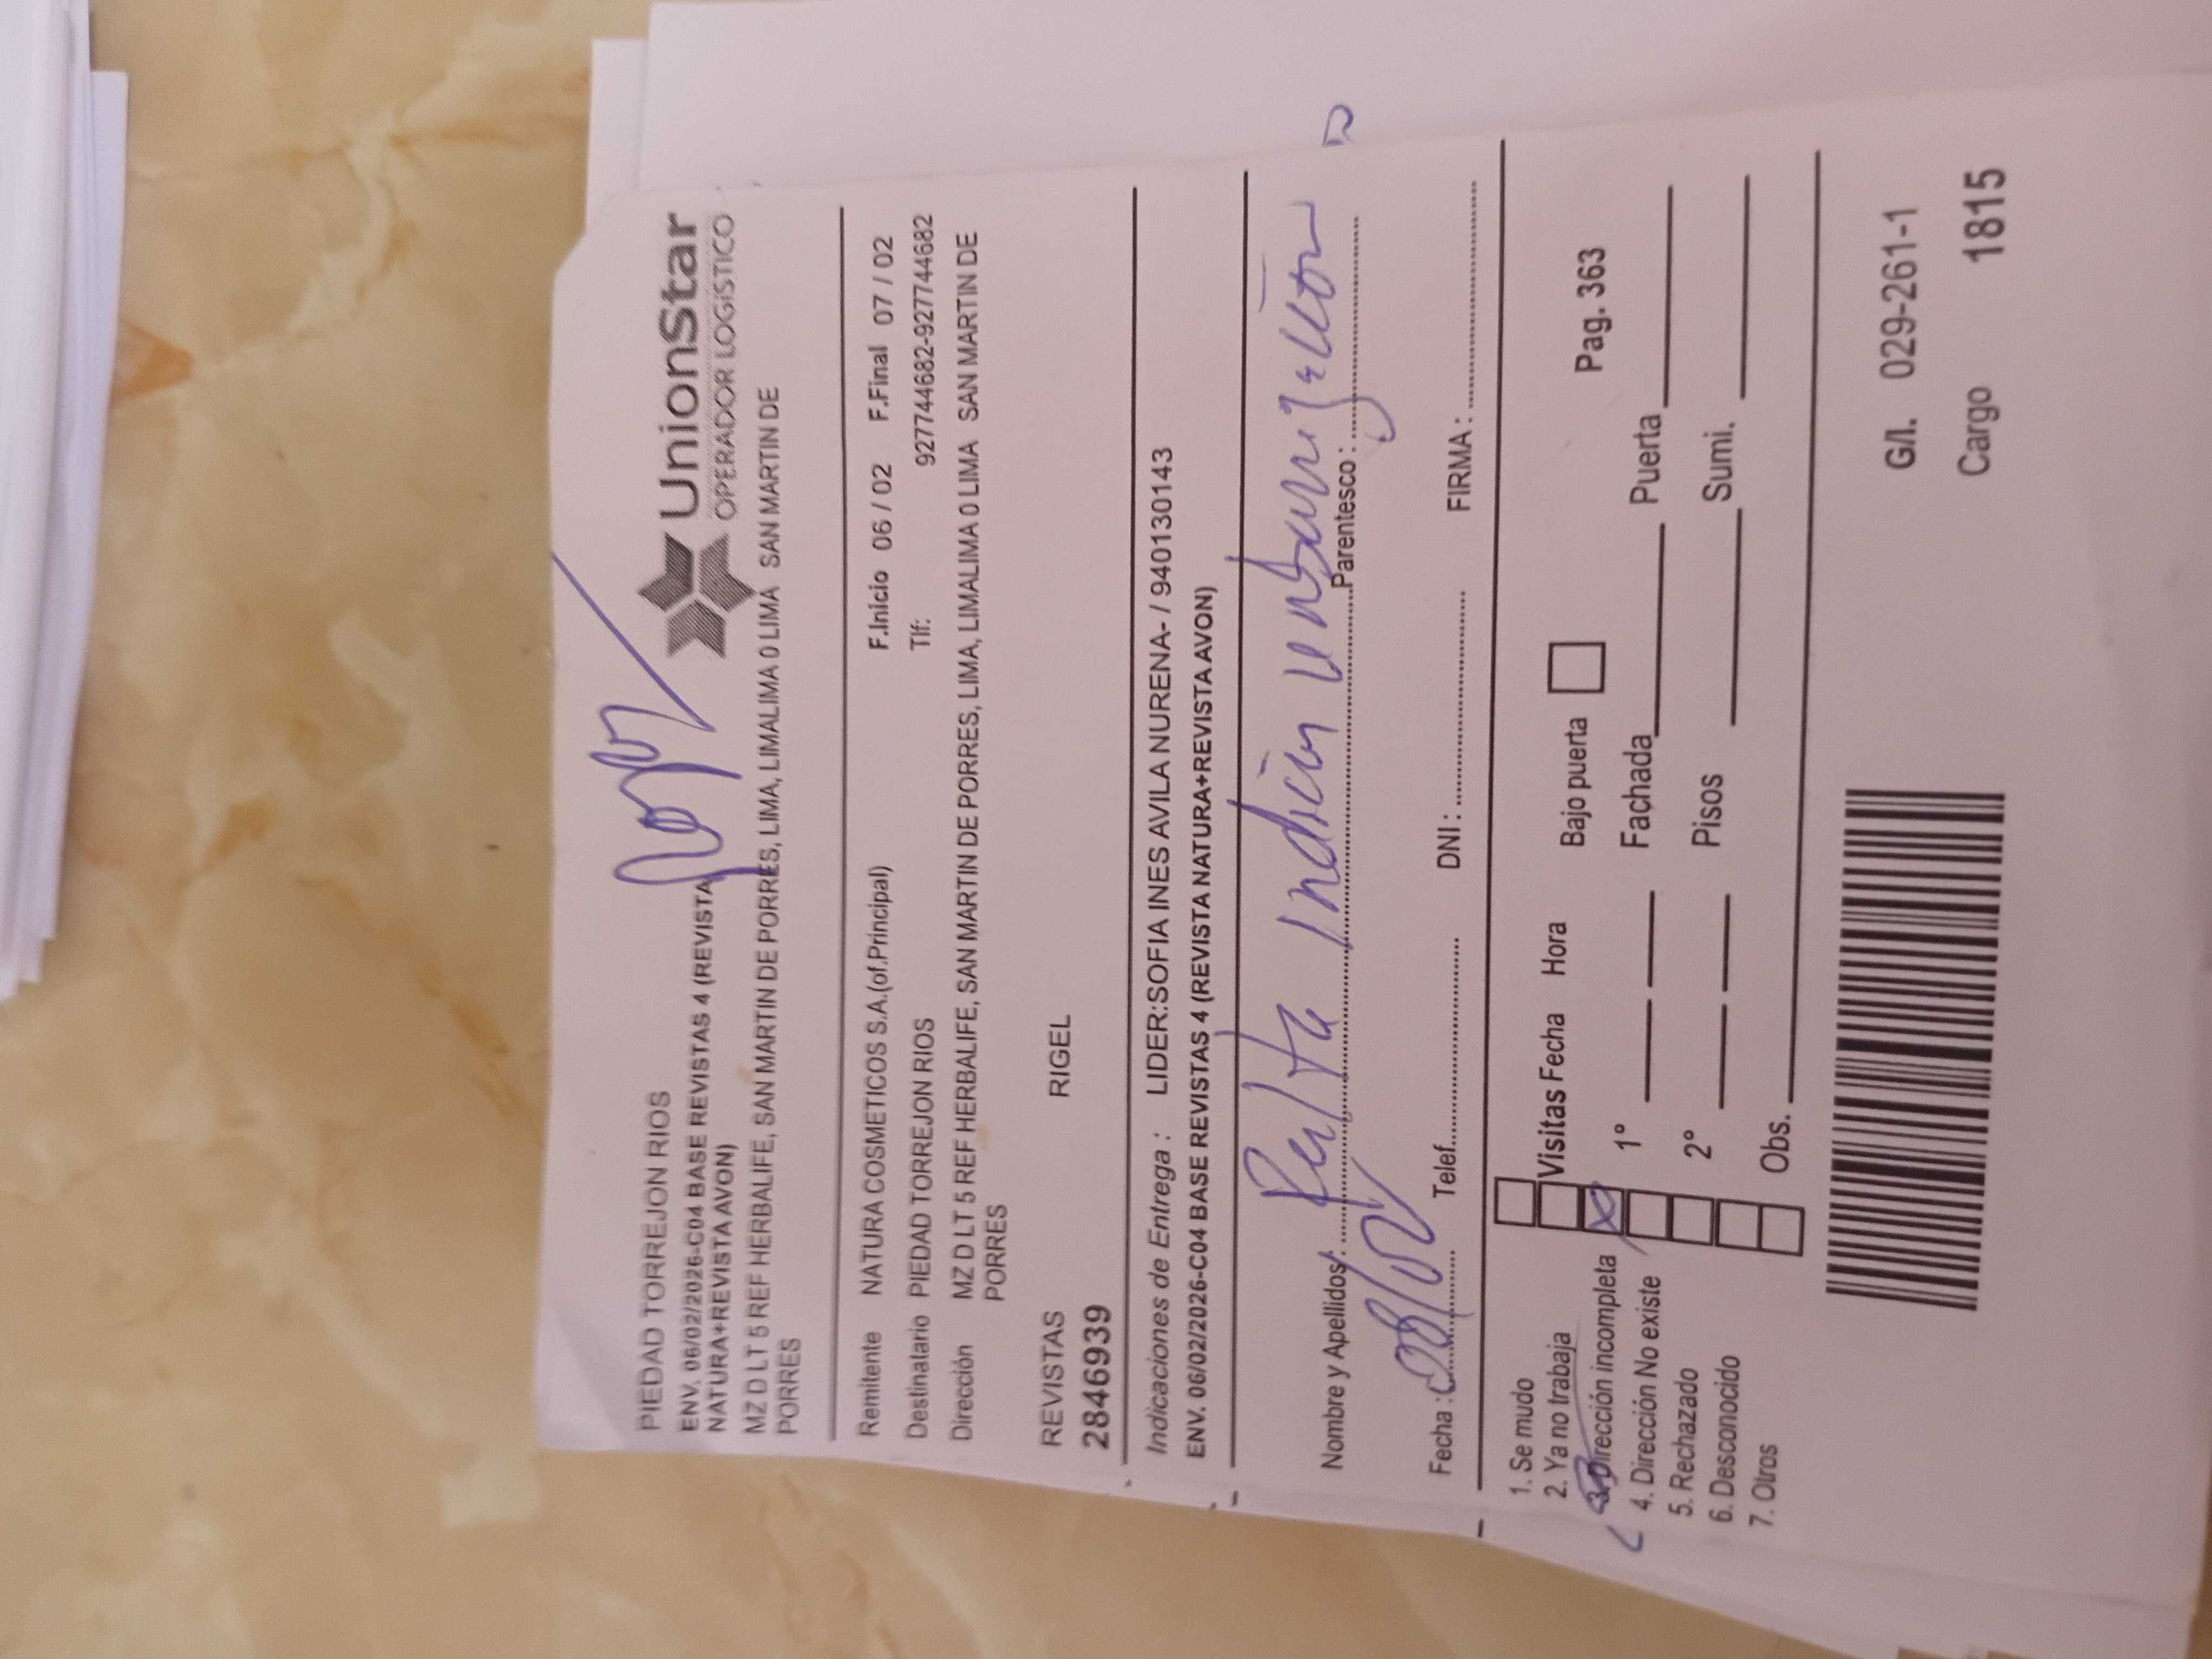 PIEDAD TORREJON RIOS
ENV. 06/02/2026-C04 BASE REVISTAS 4 (REVISTA
NATURA+REVISTA AVON)
MZ D LT 5 REF HERBALIFE, SAN MARTIN DE PORRES, LIMA, LIMALIMA 0 LIMA SAN MARTIN DE
PORRES
UnionStar
OPERADOR LOGÍSTICO
Remitente NATURA COSMETICOS S.A.(of.Principal) F.Inicio 06 / 02 F.Final 07 / 02
Destinatario PIEDAD TORREJON RIOS Tlf: 927744682-927744682
Dirección MZ D LT 5 REF HERBALIFE, SAN MARTIN DE PORRES, LIMA, LIMALIMA 0 LIMA SAN MARTIN DE
PORRES
REVISTAS RIGEL
28469939
Indicaciones de Entrega : LIDER:SOFIA INES AVILA NURENA- / 940130143
ENV. 06/02/2026-C04 BASE REVISTAS 4 (REVISTA NATURA+REVISTA AVON)
Nombre y Apellidos: Falta Indicar Urbanización Parentesco :
Fecha : 08/02 Telef. DNI : FIRMA :
1. Se mudo
2. Ya no trabaja Visitas Fecha Hora Bajo puerta Pag. 363
3. Dirección incompleta X
4. Dirección No existe 1° Fachada Puerta
5. Rechazado
6. Desconocido 2° Pisos Sumi.
7. Otros Obs.
G/l. 029-261-1
Cargo 1815